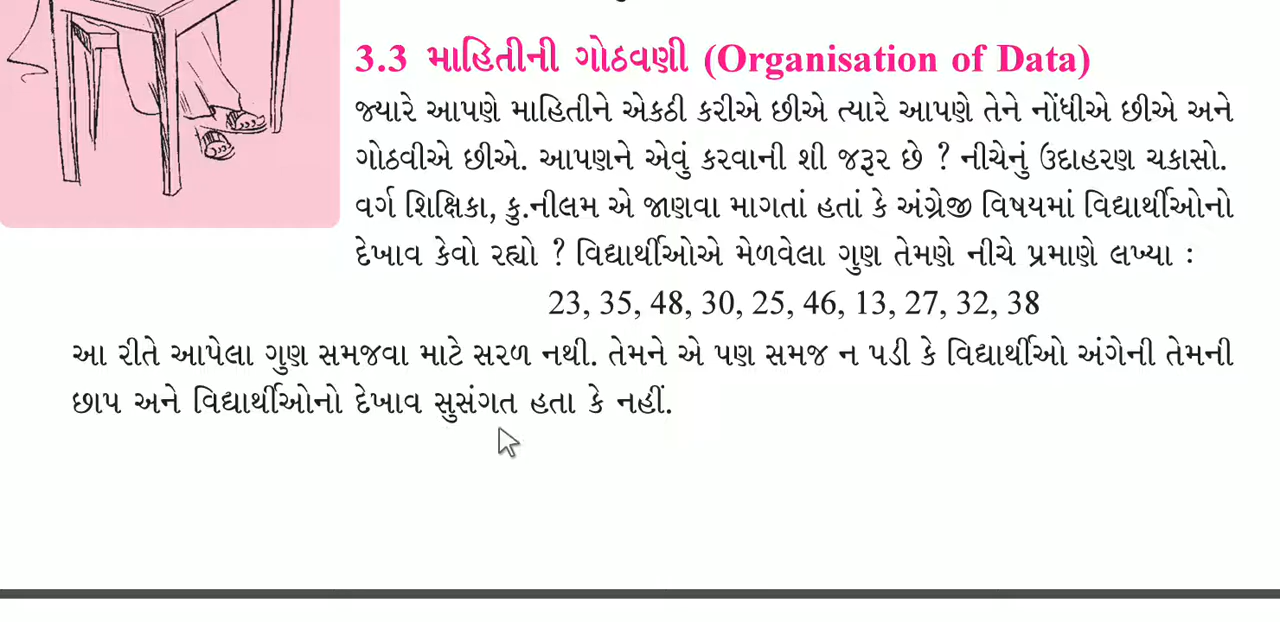 3.3 માહિતીની ગોઠવણી (Organisation of Data)
જ્યારે આપણે માહિતીને એકઠી કરીએ છીએ ત્યારે આપણે તેને નોંધીએ છીએ અને
ગોઠવીએ છીએ. આપણને એવું કરવાની શી જરૂર છે ? નીચેનું ઉદાહરણ ચકાસો.
વર્ગ શિક્ષિકા, કુ.નીલમ એ જાણવા માગતાં હતાં કે અંગ્રેજી વિષયમાં વિદ્યાર્થીઓનો
દેખાવ કેવો રહ્યો ? વિદ્યાર્થીઓએ મેળવેલા ગુણ તેમણે નીચે પ્રમાણે લખ્યા :
23, 35, 48, 30, 25, 46, 13, 27, 32, 38
આ રીતે આપેલા ગુણ સમજવા માટે સરળ નથી. તેમને એ પણ સમજ ન પડી કે વિદ્યાર્થીઓ અંગેની તેમની
છાપ અને વિદ્યાર્થીઓનો દેખાવ સુસંગત હતા કે નહીં.